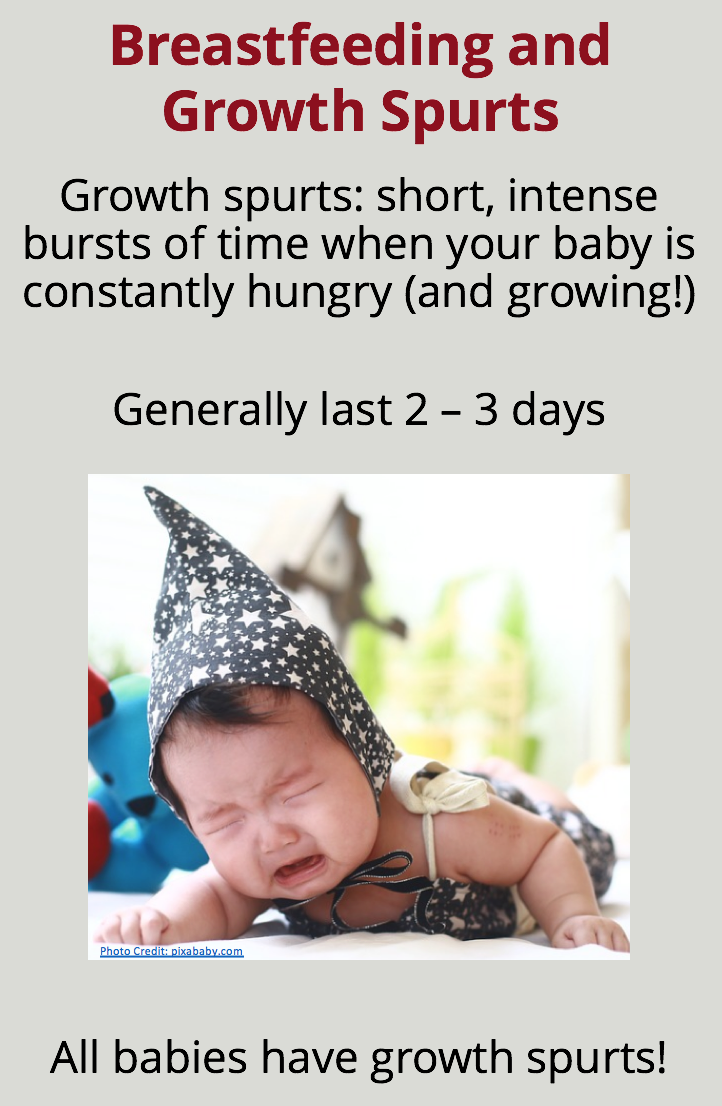 Breastfeeding and
Growth Spurts
Growth spurts: short, intense
bursts of time when your baby is
constantly hungry (and growing!)
Generally last 2 – 3 days
Photo Credit: pixababy.com
All babies have growth spurts!